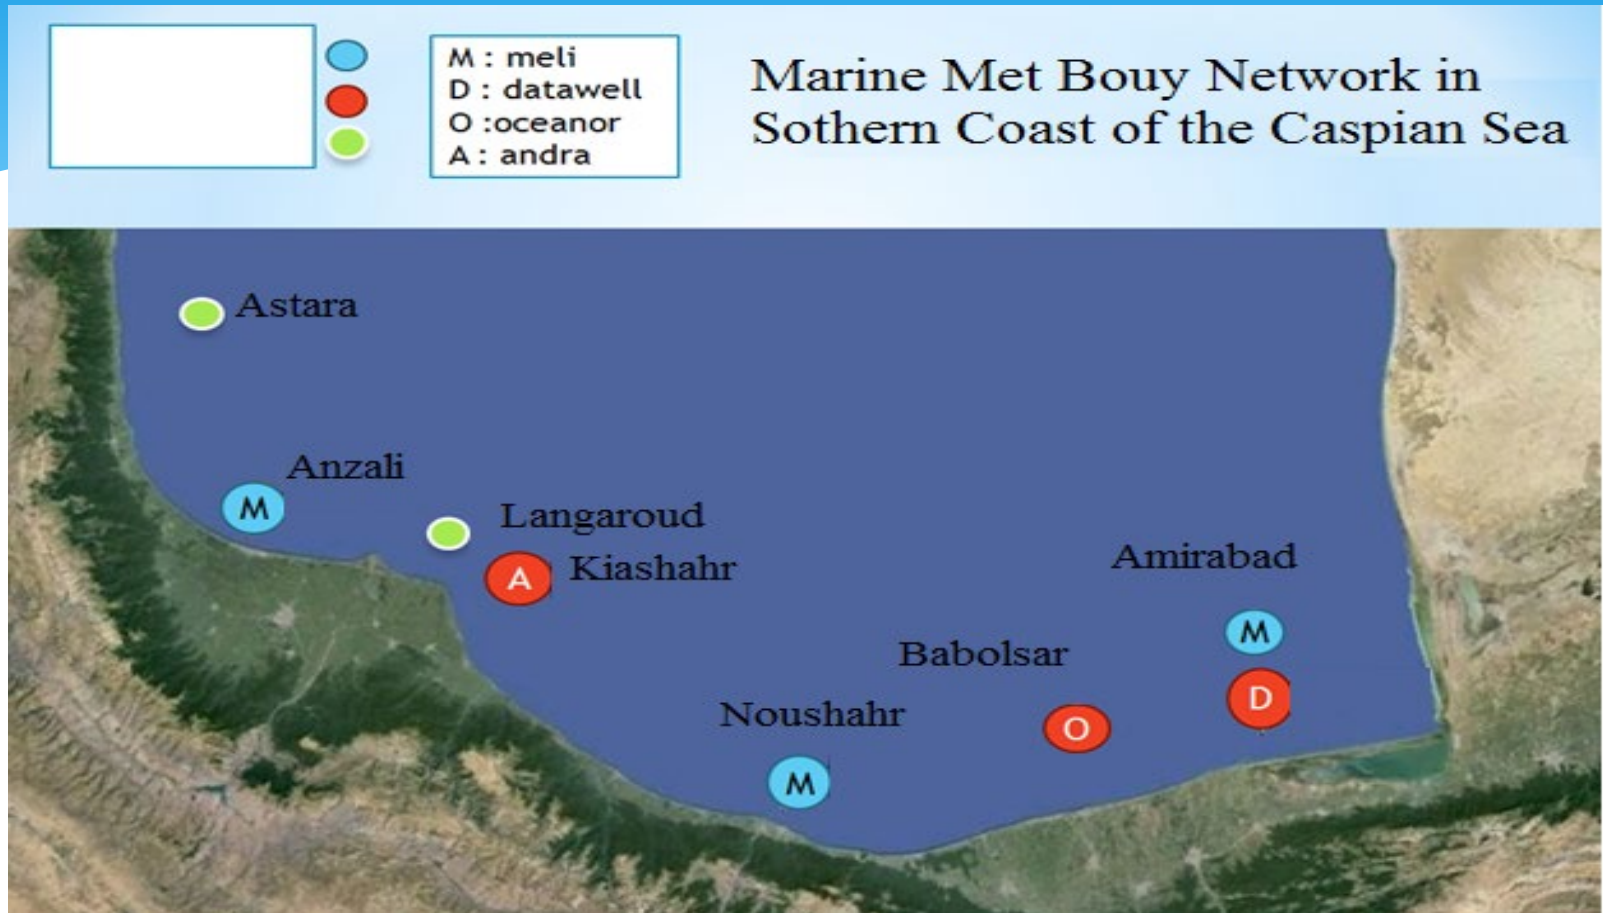 M : meli
D : datawell
O :oceanor
A : andra
Marine Met Bouy Network in
Sothern Coast of the Caspian Sea
Astara
Anzali
M
Langaroud
A
Kiashahr
Amirabad
M
Babolsar
D
Noushahr
O
M